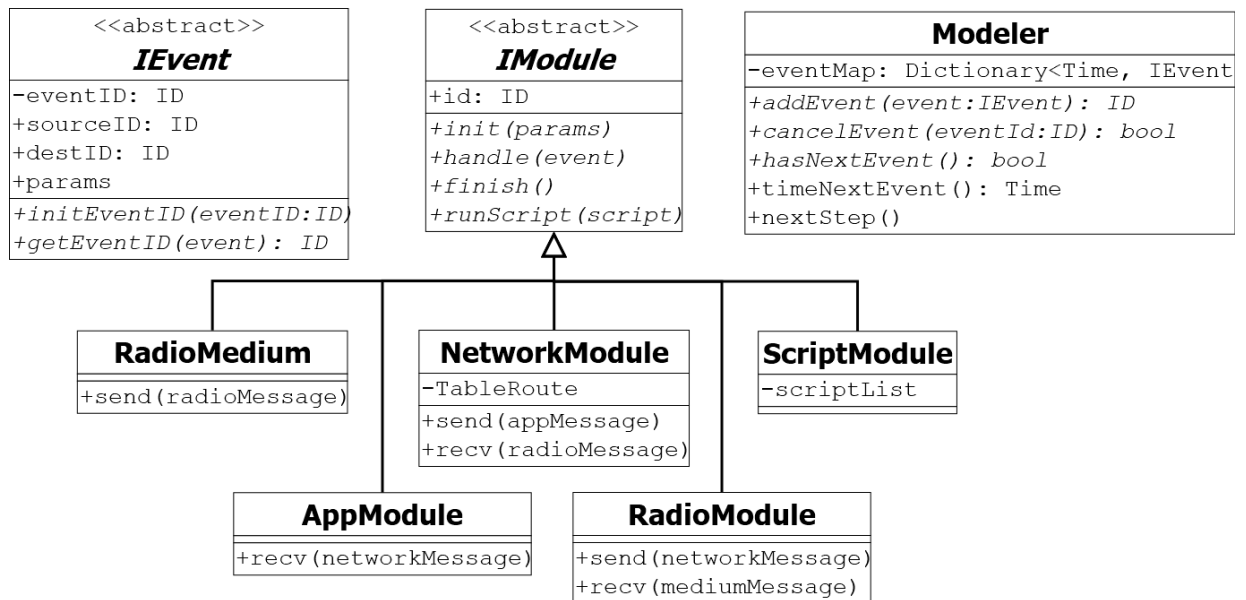 <<abstract>>
IEvent
-eventID: ID
+sourceID: ID
+destID: ID
+params
+initEventID(eventID:ID)
+getEventID(event): ID
<<abstract>>
IModule
+id: ID
+init(params)
+handle(event)
+finish()
+runScript(script)
Modeler
-eventMap: Dictionary<Time, IEvent
+addEvent(event:IEvent): ID
+cancelEvent(eventId:ID): bool
+hasNextEvent(): bool
+timeNextEvent(): Time
+nextStep()
RadioMedium
+send(radioMessage)
NetworkModule
-TableRoute
+send(appMessage)
+recv(radioMessage)
ScriptModule
-scriptList
AppModule
+recv(networkMessage)
RadioModule
+send(networkMessage)
+recv(mediumMessage)